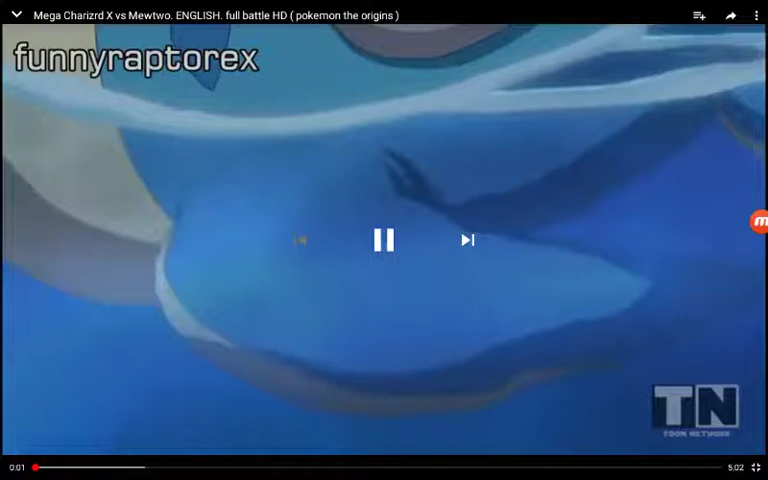 Mega Charizrd X vs Mewtwo. ENGLISH. full battle HD ( pokemon the origins )
funnyraptorex
TN
TOON NETWORK
0:01
5:02